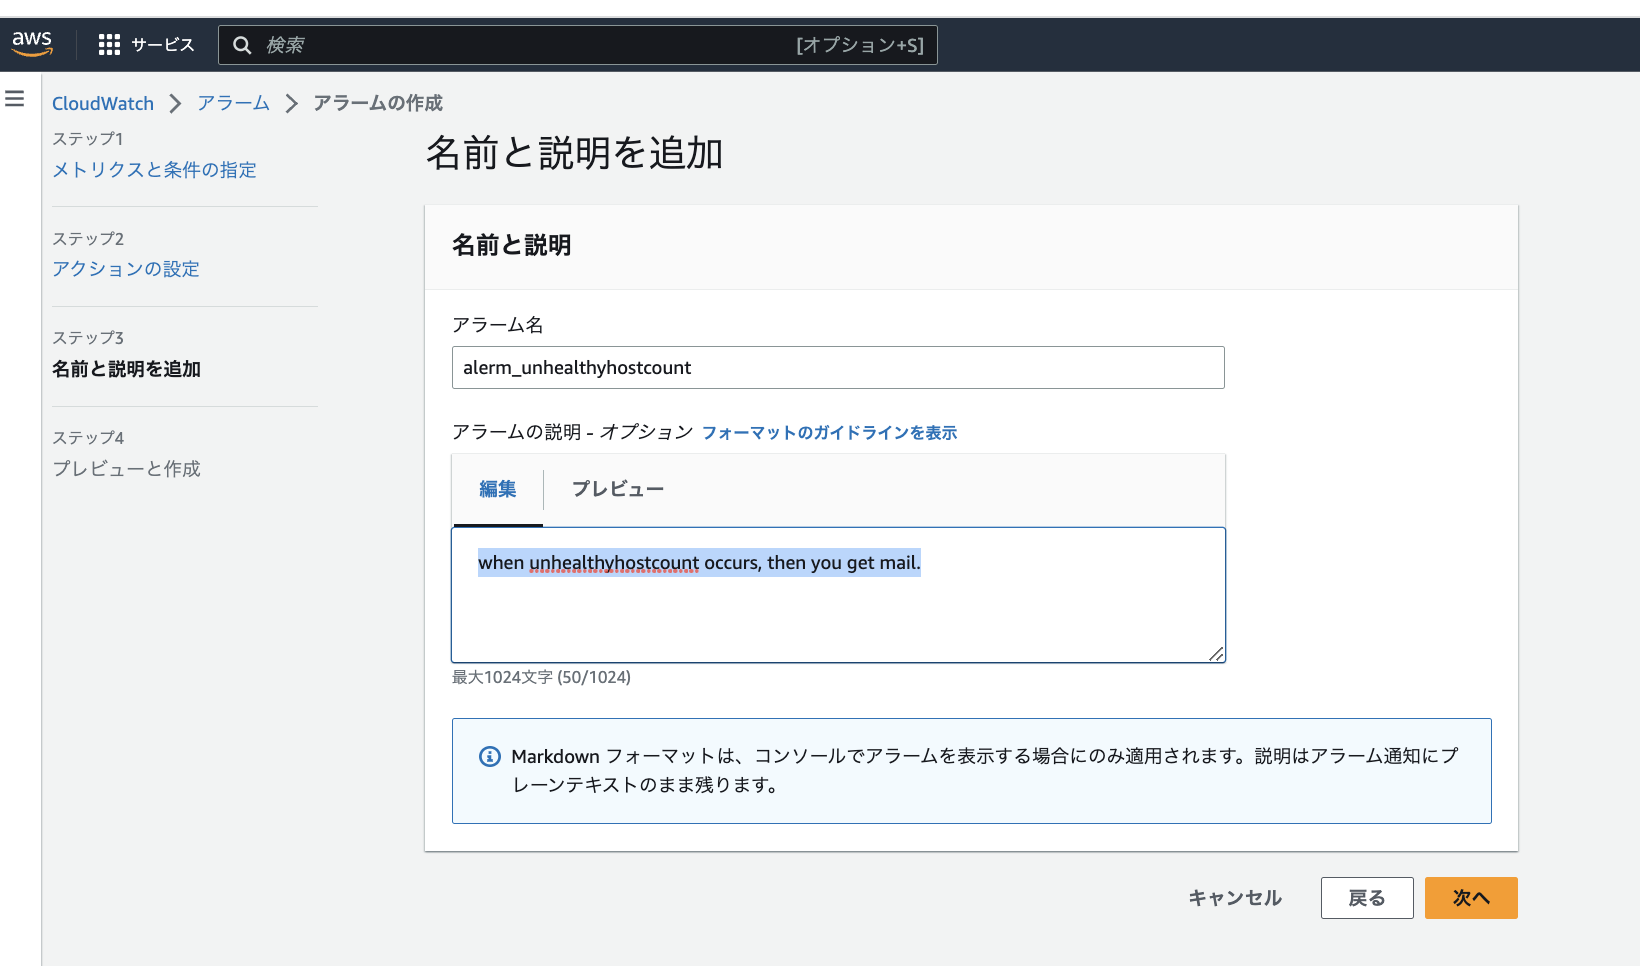 aws サービス 検索 [オプション+S]
CloudWatch アラーム アラームの作成
ステップ1
メトリクスと条件の指定
ステップ2
アクションの設定
ステップ3
名前と説明を追加
ステップ4
プレビューと作成
名前と説明を追加
名前と説明
アラーム名
alerm_unhealthyhostcount
アラームの説明 - オプション フォーマットのガイドラインを表示
編集 プレビュー
when unhealthyhostcount occurs, then you get mail.
最大1024文字 (50/1024)
Markdown フォーマットは、コンソールでアラームを表示する場合にのみ適用されます。説明はアラーム通知にプ
レーンテキストのまま残ります。
キャンセル 戻る 次へ